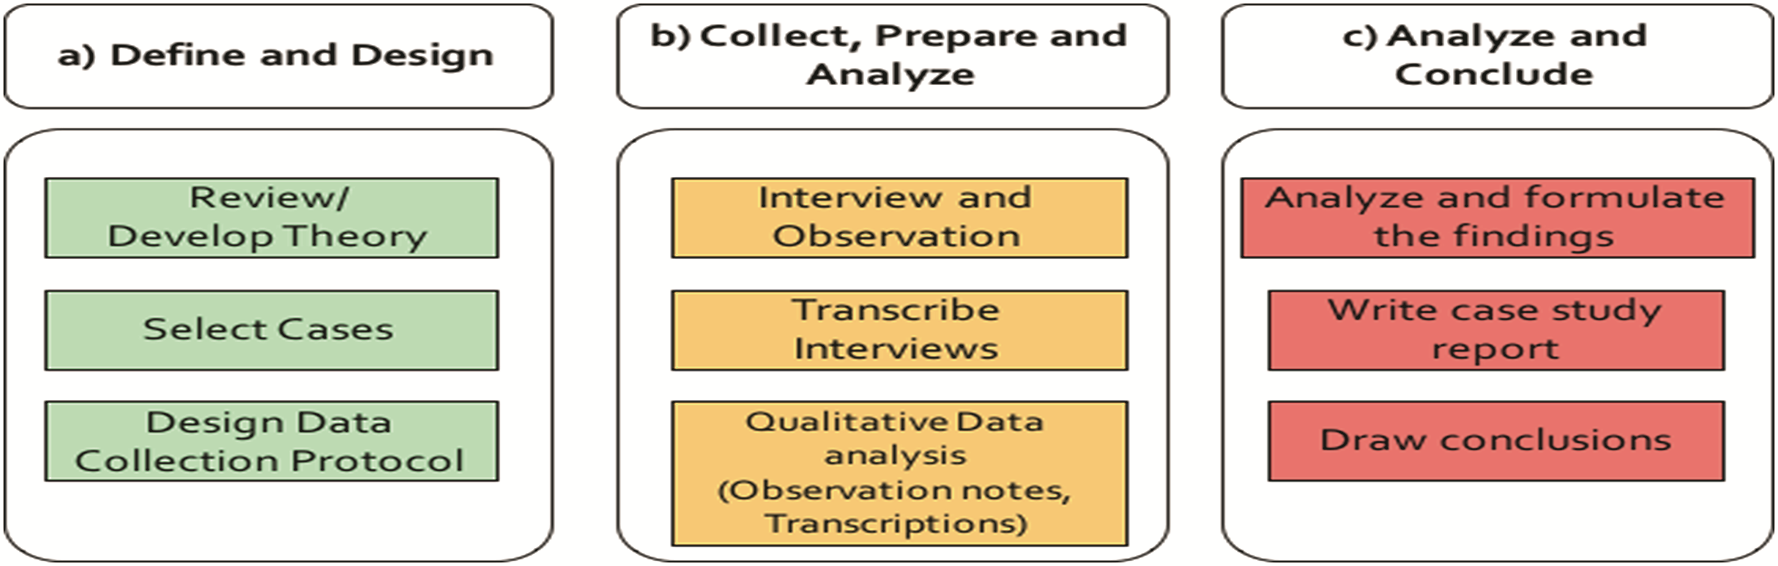 a) Define and Design
Review/
Develop Theory
Select Cases
Design Data
Collection Protocol
b) Collect, Prepare and
Analyze
Interview and
Observation
Transcribe
Interviews
Qualitative Data
analysis
(Observation notes,
Transcriptions)
c) Analyze and
Conclude
Analyze and formulate
the findings
Write case study
report
Draw conclusions